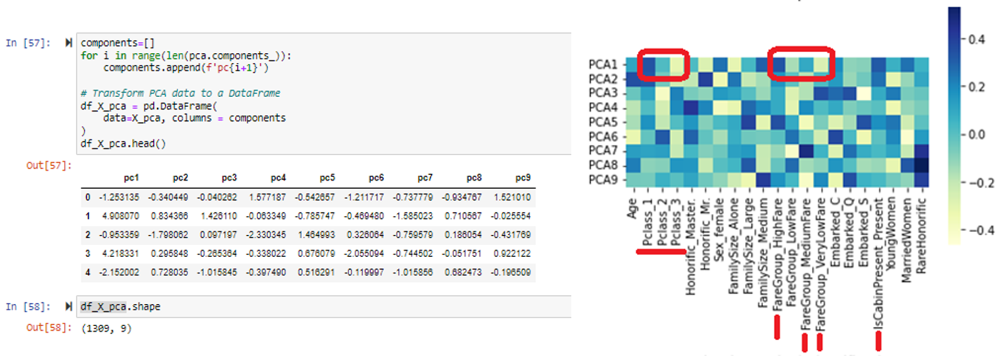 In [57]:
components=[]
for i in range(len(pca.components_)):
    components.append(f'pc{i+1}')
# Transform PCA data to a DataFrame
df_X_pca = pd.DataFrame(
    data=X_pca, columns = components
)
df_X_pca.head()
Out[57]:
pc1 pc2 pc3 pc4 pc5 pc6 pc7 pc8 pc9
0 -1.253135 -0.340449 -0.040262 1.577187 -0.542657 -1.211717 -0.737779 -0.934767 1.521010
1 4.908070 0.834366 1.426110 -0.063349 -0.785747 -0.469480 -1.585023 0.710567 -0.025554
2 -0.953359 -1.798062 0.097197 -2.330345 1.464993 0.326064 -0.759579 0.186054 -0.431769
3 4.218331 0.295848 -0.265364 -0.338022 0.676079 -2.055094 -0.744502 -0.051751 0.922122
4 -2.152002 0.728035 -1.015845 -0.397490 0.516291 -0.119997 -1.015856 0.682473 -0.196509
In [58]:
df_X_pca.shape
Out[58]:
(1309, 9)
PCA1
PCA2
PCA3
PCA4
PCA5
PCA6
PCA7
PCA8
PCA9
Age
Pclass_1
Pclass_2
Pclass_3
Honorific_Master.
Honorific_Mr.
Sex_female
FamilySize_Alone
FamilySize_Large
FamilySize_Medium
FareGroup_HighFare
FareGroup_LowFare
FareGroup_MediumFare
FareGroup_VeryLowFare
Embarked_C
Embarked_Q
Embarked_S
IsCabinPresent_Present
YoungWomen
MarriedWomen
RareHonorific
0.4
0.2
0.0
−0.2
−0.4